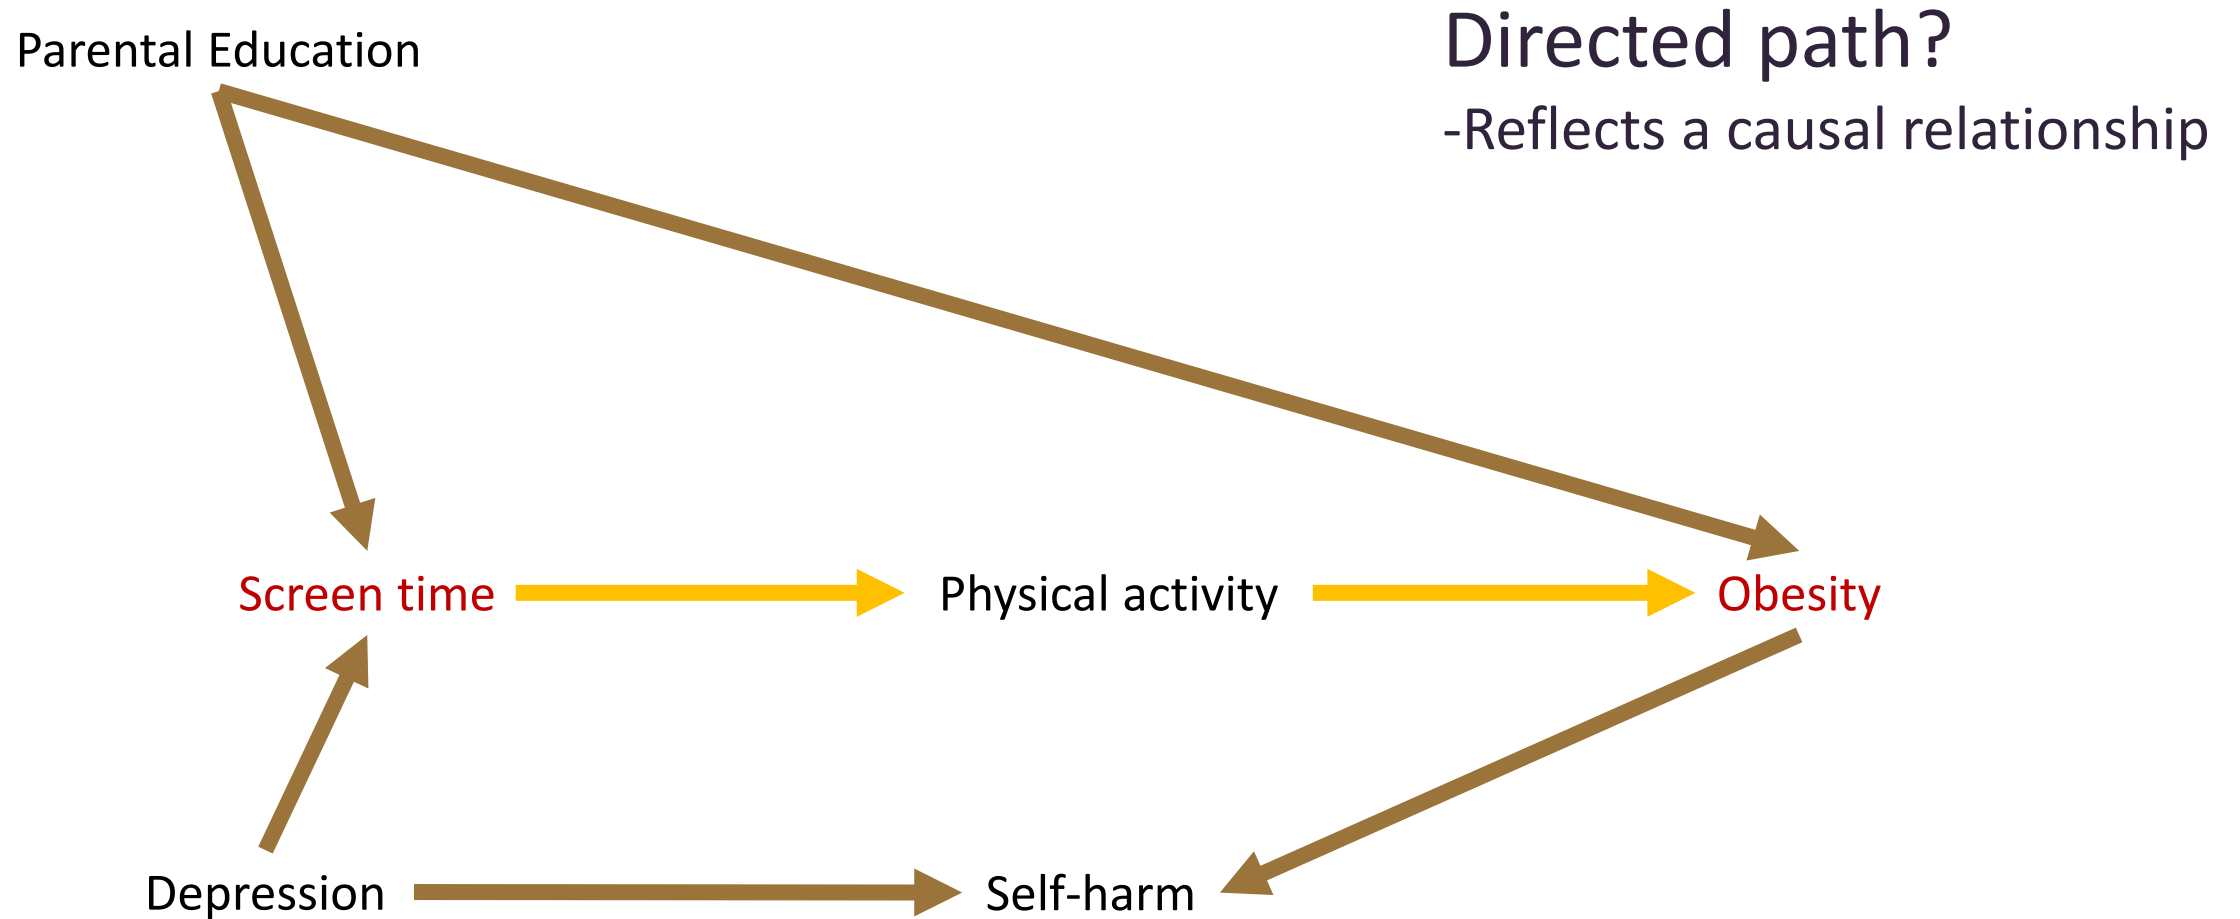 Parental Education
Directed path?
-Reflects a causal relationship
Screen time
Physical activity
Obesity
Depression
Self-harm